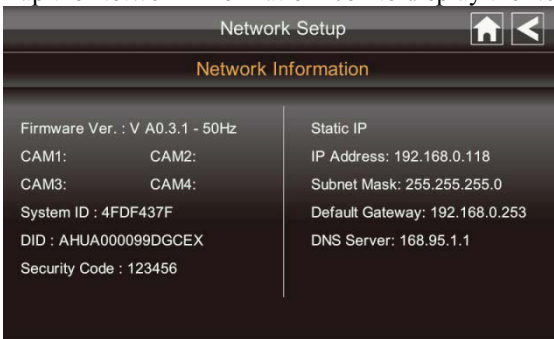 Network Setup
Network Information
Firmware Ver. : V A0.3.1 - 50Hz
CAM1: CAM2:
CAM3: CAM4:
System ID : 4FDF437F
DID : AHUA000099DGCEX
Security Code : 123456
Static IP
IP Address: 192.168.0.118
Subnet Mask: 255.255.255.0
Default Gateway: 192.168.0.253
DNS Server: 168.95.1.1